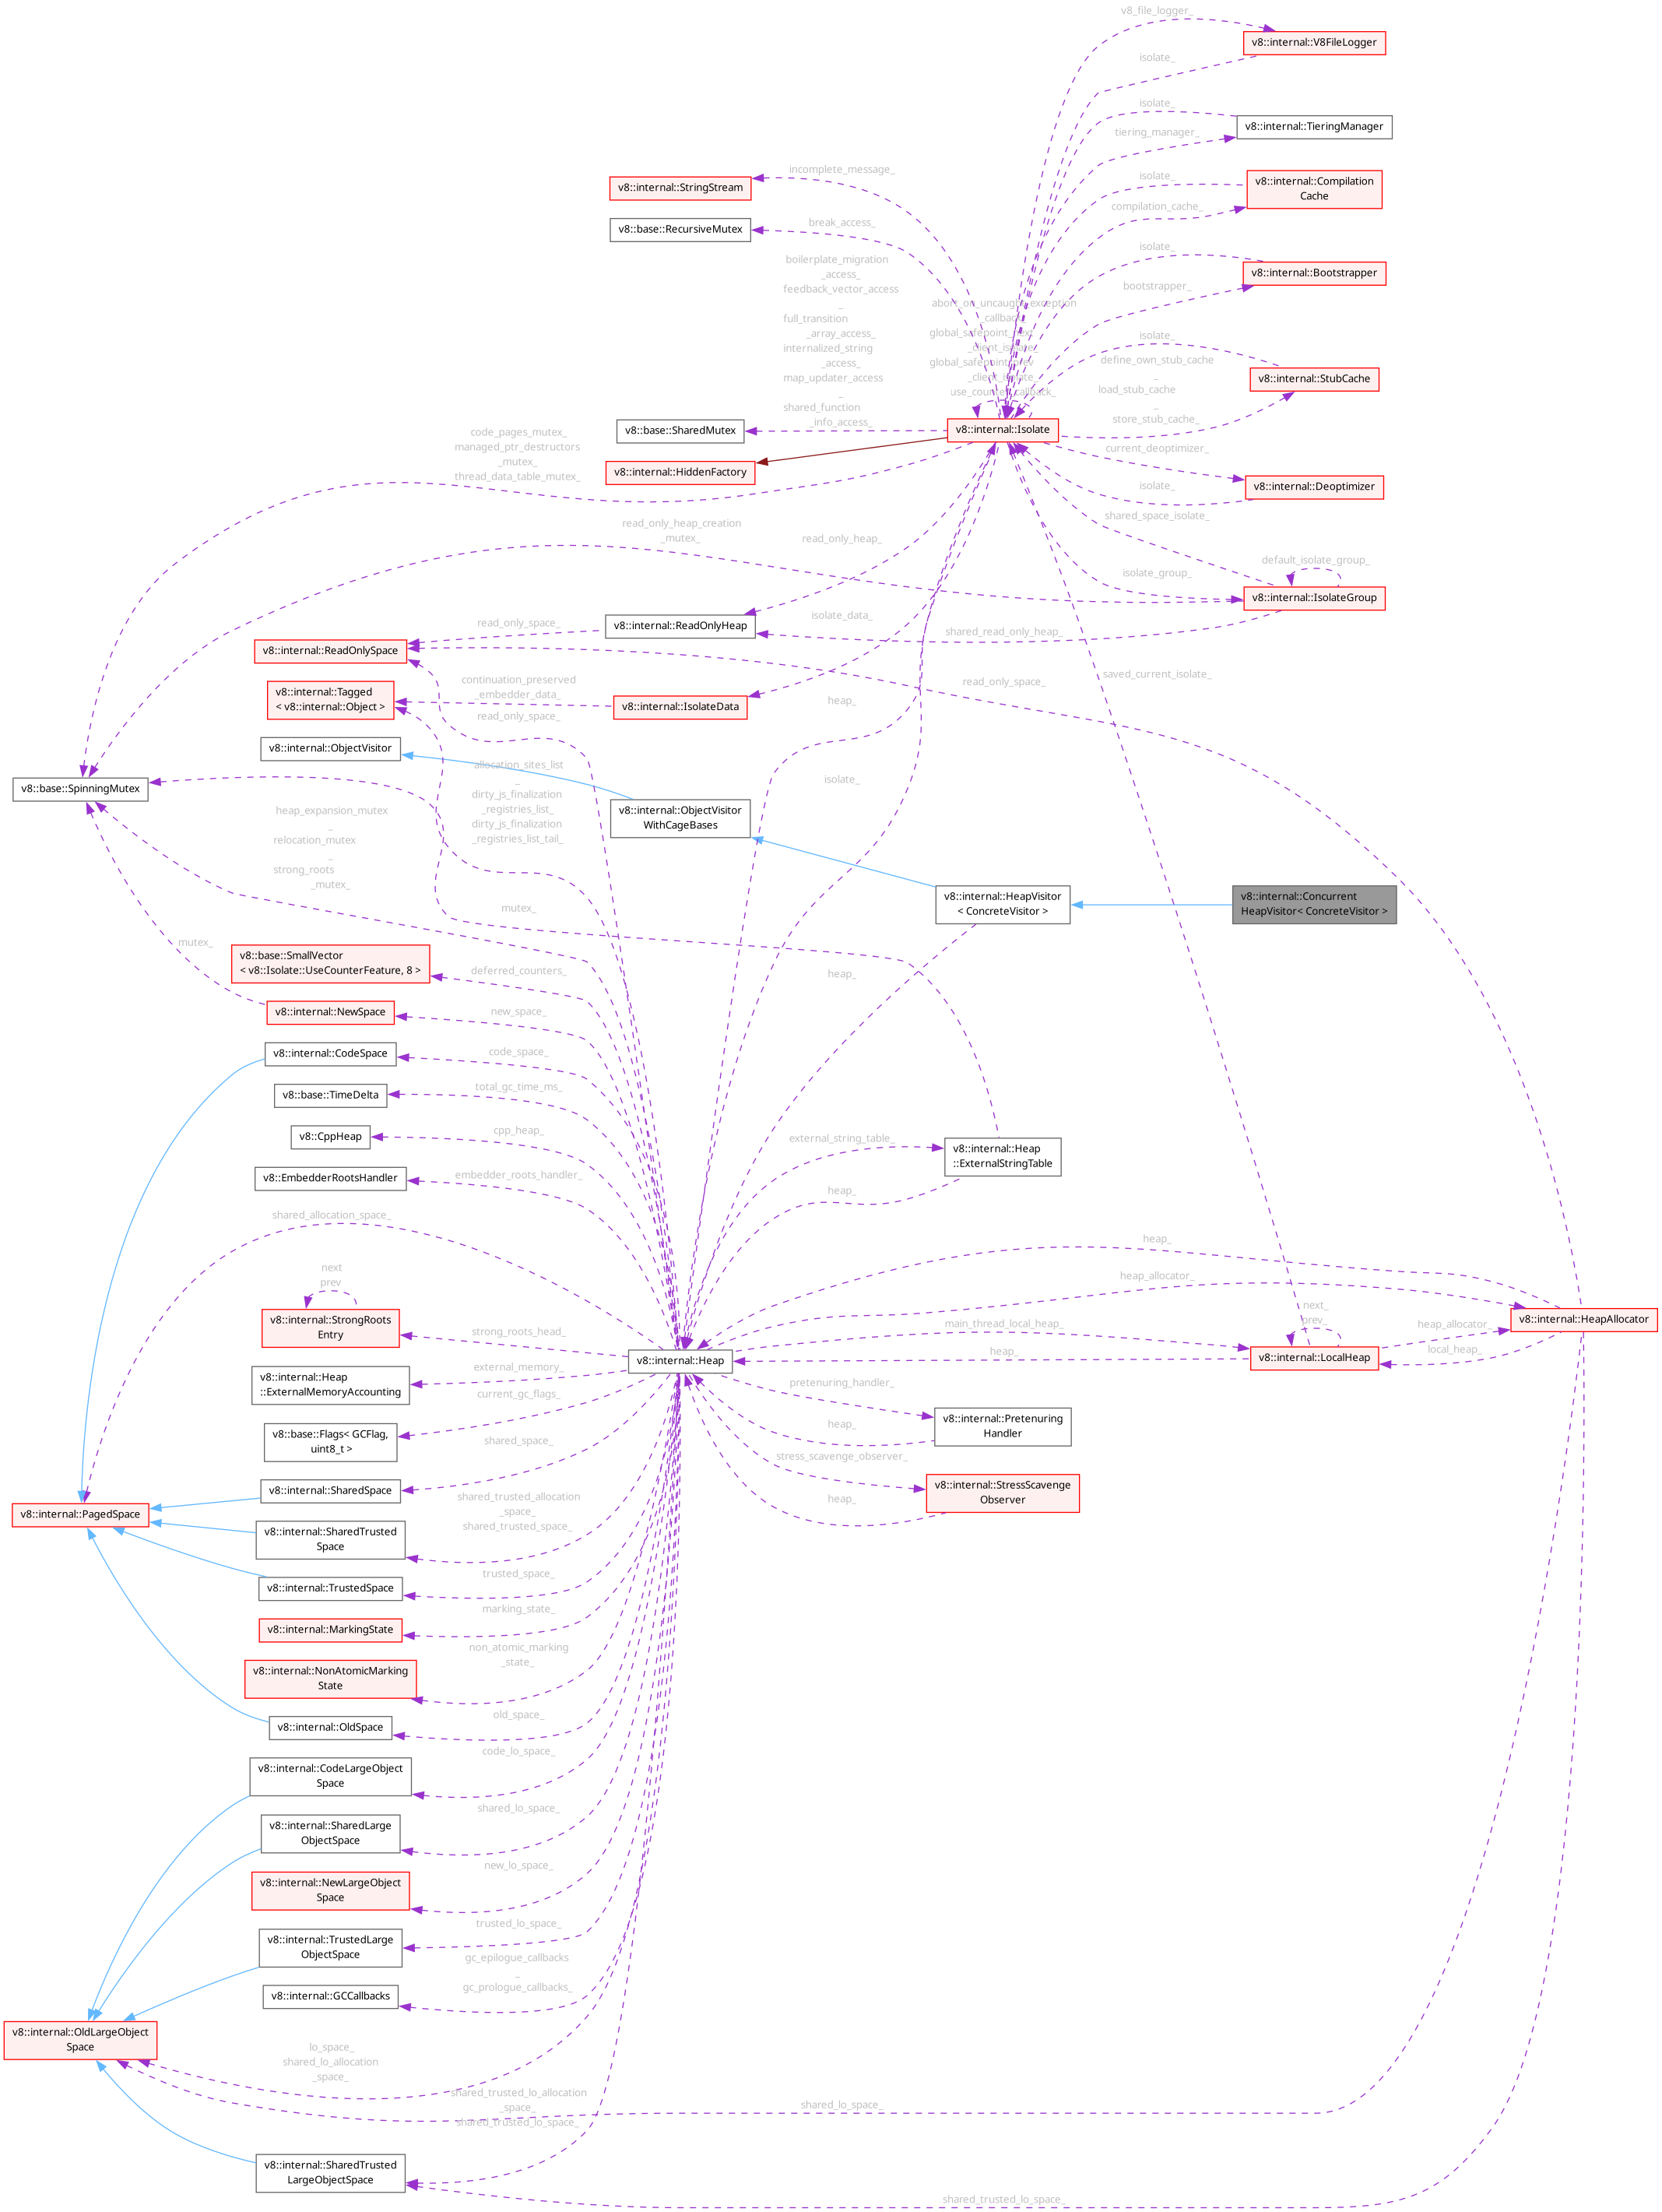 v8_file_logger_
v8::internal::V8FileLogger
isolate_
isolate_
v8::internal::TieringManager
tiering_manager_
incomplete_message_
v8::internal::StringStream
isolate_
v8::internal::Compilation
Cache
compilation_cache_
break_access_
v8::base::RecursiveMutex
isolate_
v8::internal::Bootstrapper
bootstrapper_
boilerplate_migration
_access_
feedback_vector_access
_
full_transition
_array_access_
internalized_string
_access_
map_updater_access
_
shared_function
_info_access_
abort_on_uncaught_exception
_callback_
global_safepoint_next
_client_isolate_
global_safepoint_prev
_client_isolate_
use_counter_callback_
isolate_
define_own_stub_cache
_
load_stub_cache
_
store_stub_cache_
v8::internal::StubCache
v8::base::SharedMutex
v8::internal::Isolate
code_pages_mutex_
managed_ptr_destructors
_mutex_
thread_data_table_mutex_
v8::internal::HiddenFactory
current_deoptimizer_
isolate_
v8::internal::Deoptimizer
read_only_heap_creation
_mutex_
read_only_heap_
shared_space_isolate_
isolate_group_
default_isolate_group_
v8::internal::IsolateGroup
read_only_space_
v8::internal::ReadOnlyHeap
isolate_data_
shared_read_only_heap_
v8::internal::ReadOnlySpace
continuation_preserved
_embedder_data_
v8::internal::Tagged
< v8::internal::Object >
v8::internal::IsolateData
heap_
saved_current_isolate_
read_only_space_
read_only_space_
v8::internal::ObjectVisitor
v8::base::SpinningMutex
allocation_sites_list
_
dirty_js_finalization
_registries_list_
dirty_js_finalization
_registries_list_tail_
isolate_
v8::internal::ObjectVisitor
WithCageBases
heap_expansion_mutex
_
relocation_mutex
_
strong_roots
_mutex_
mutex_
v8::internal::HeapVisitor
< ConcreteVisitor >
v8::internal::Concurrent
HeapVisitor< ConcreteVisitor >
mutex_
v8::base::SmallVector
< v8::Isolate::UseCounterFeature, 8 >
deferred_counters_
heap_
v8::internal::NewSpace
new_space_
v8::internal::CodeSpace
code_space_
v8::base::TimeDelta
total_gc_time_ms_
v8::CppHeap
cpp_heap_
external_string_table_
v8::internal::Heap
::ExternalStringTable
v8::EmbedderRootsHandler
embedder_roots_handler_
heap_
shared_allocation_space_
heap_
next
prev
heap_allocator_
v8::internal::StrongRoots
Entry
strong_roots_head_
main_thread_local_heap_
next_
prev_
heap_allocator_
v8::internal::HeapAllocator
v8::internal::Heap
heap_
v8::internal::LocalHeap
local_heap_
v8::internal::Heap
::ExternalMemoryAccounting
external_memory_
current_gc_flags_
pretenuring_handler_
v8::internal::Pretenuring
Handler
heap_
v8::base::Flags< GCFlag,
uint8_t >
shared_space_
stress_scavenge_observer_
v8::internal::StressScavenge
Observer
heap_
v8::internal::SharedSpace
v8::internal::PagedSpace
shared_trusted_allocation
_space_
shared_trusted_space_
v8::internal::SharedTrusted
Space
trusted_space_
v8::internal::TrustedSpace
marking_state_
v8::internal::MarkingState
non_atomic_marking
_state_
v8::internal::NonAtomicMarking
State
old_space_
v8::internal::OldSpace
code_lo_space_
v8::internal::CodeLargeObject
Space
shared_lo_space_
v8::internal::SharedLarge
ObjectSpace
new_lo_space_
v8::internal::NewLargeObject
Space
trusted_lo_space_
v8::internal::TrustedLarge
ObjectSpace
gc_epilogue_callbacks
_
gc_prologue_callbacks_
v8::internal::GCCallbacks
v8::internal::OldLargeObject
Space
lo_space_
shared_lo_allocation
_space_
shared_trusted_lo_allocation
_space_
shared_trusted_lo_space_
shared_lo_space_
v8::internal::SharedTrusted
LargeObjectSpace
shared_trusted_lo_space_